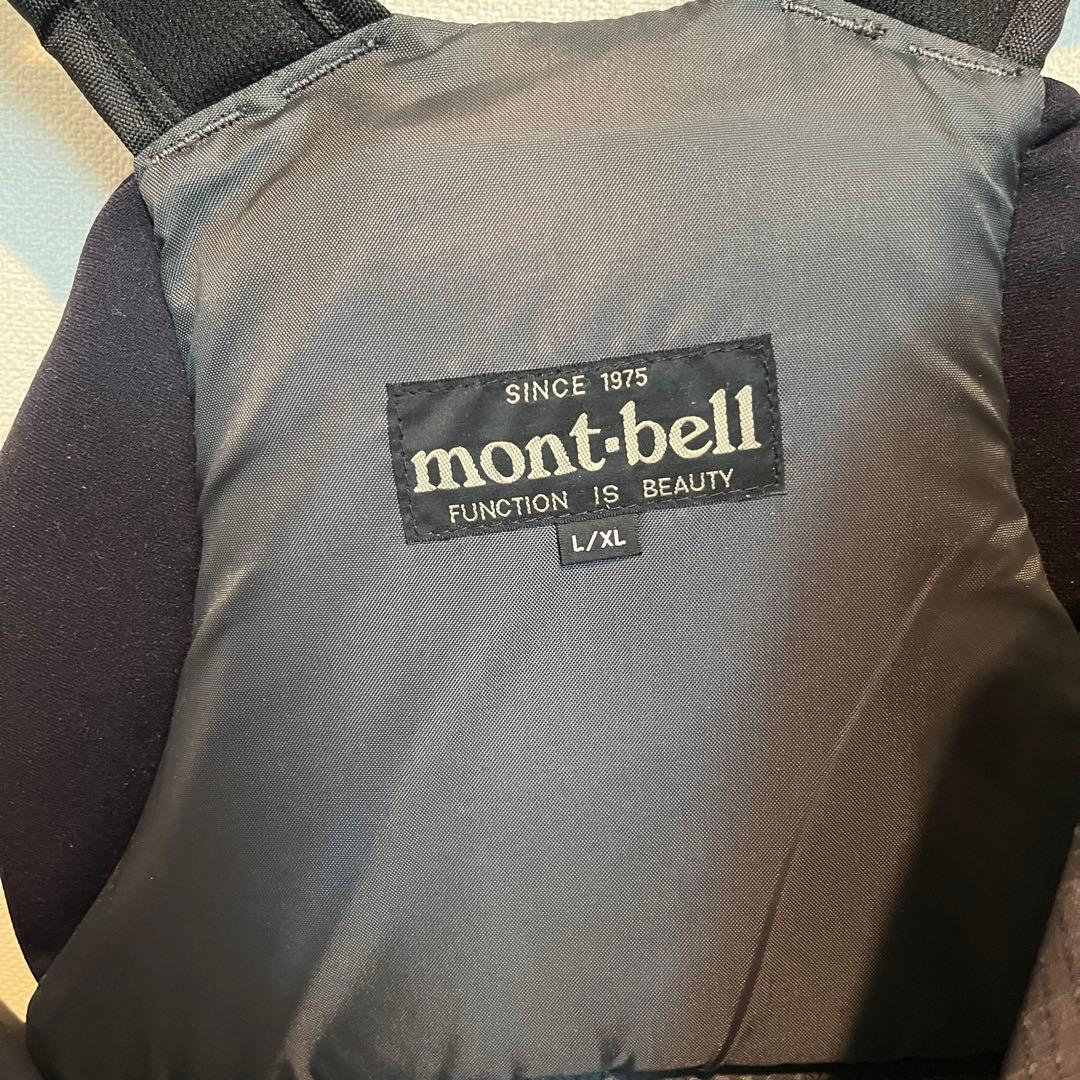 SINCE 1975
mont·bell
FUNCTION IS BEAUTY
L/XL